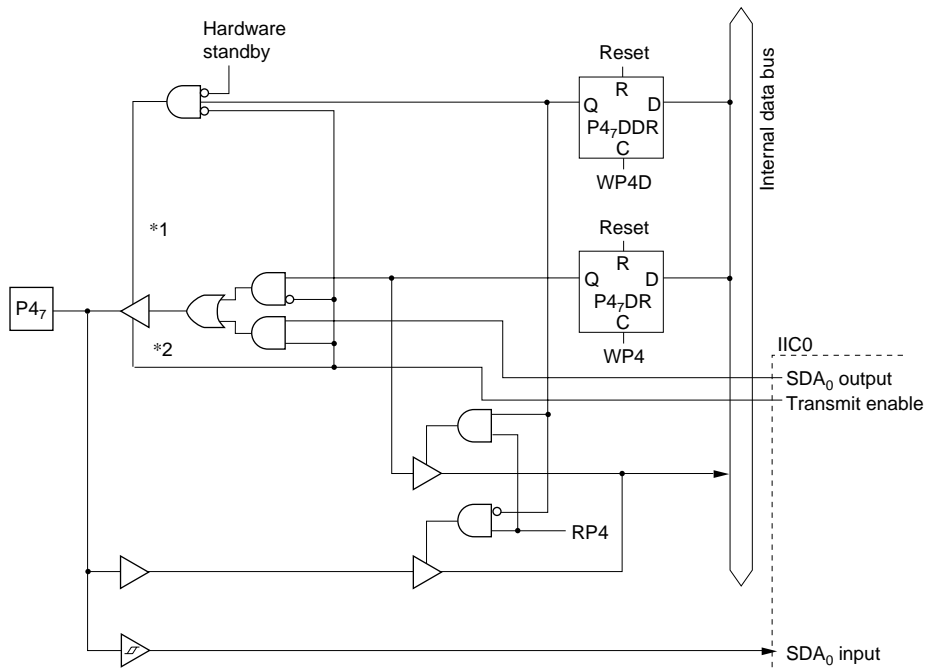 Hardware
standby
Reset
R
Q
D
P4₇DDR
C
WP4D
Internal data bus
*1
Reset
R
Q
D
P4₇DR
C
WP4
P4₇
*2
IIC0
SDA₀ output
Transmit enable
RP4
SDA₀ input